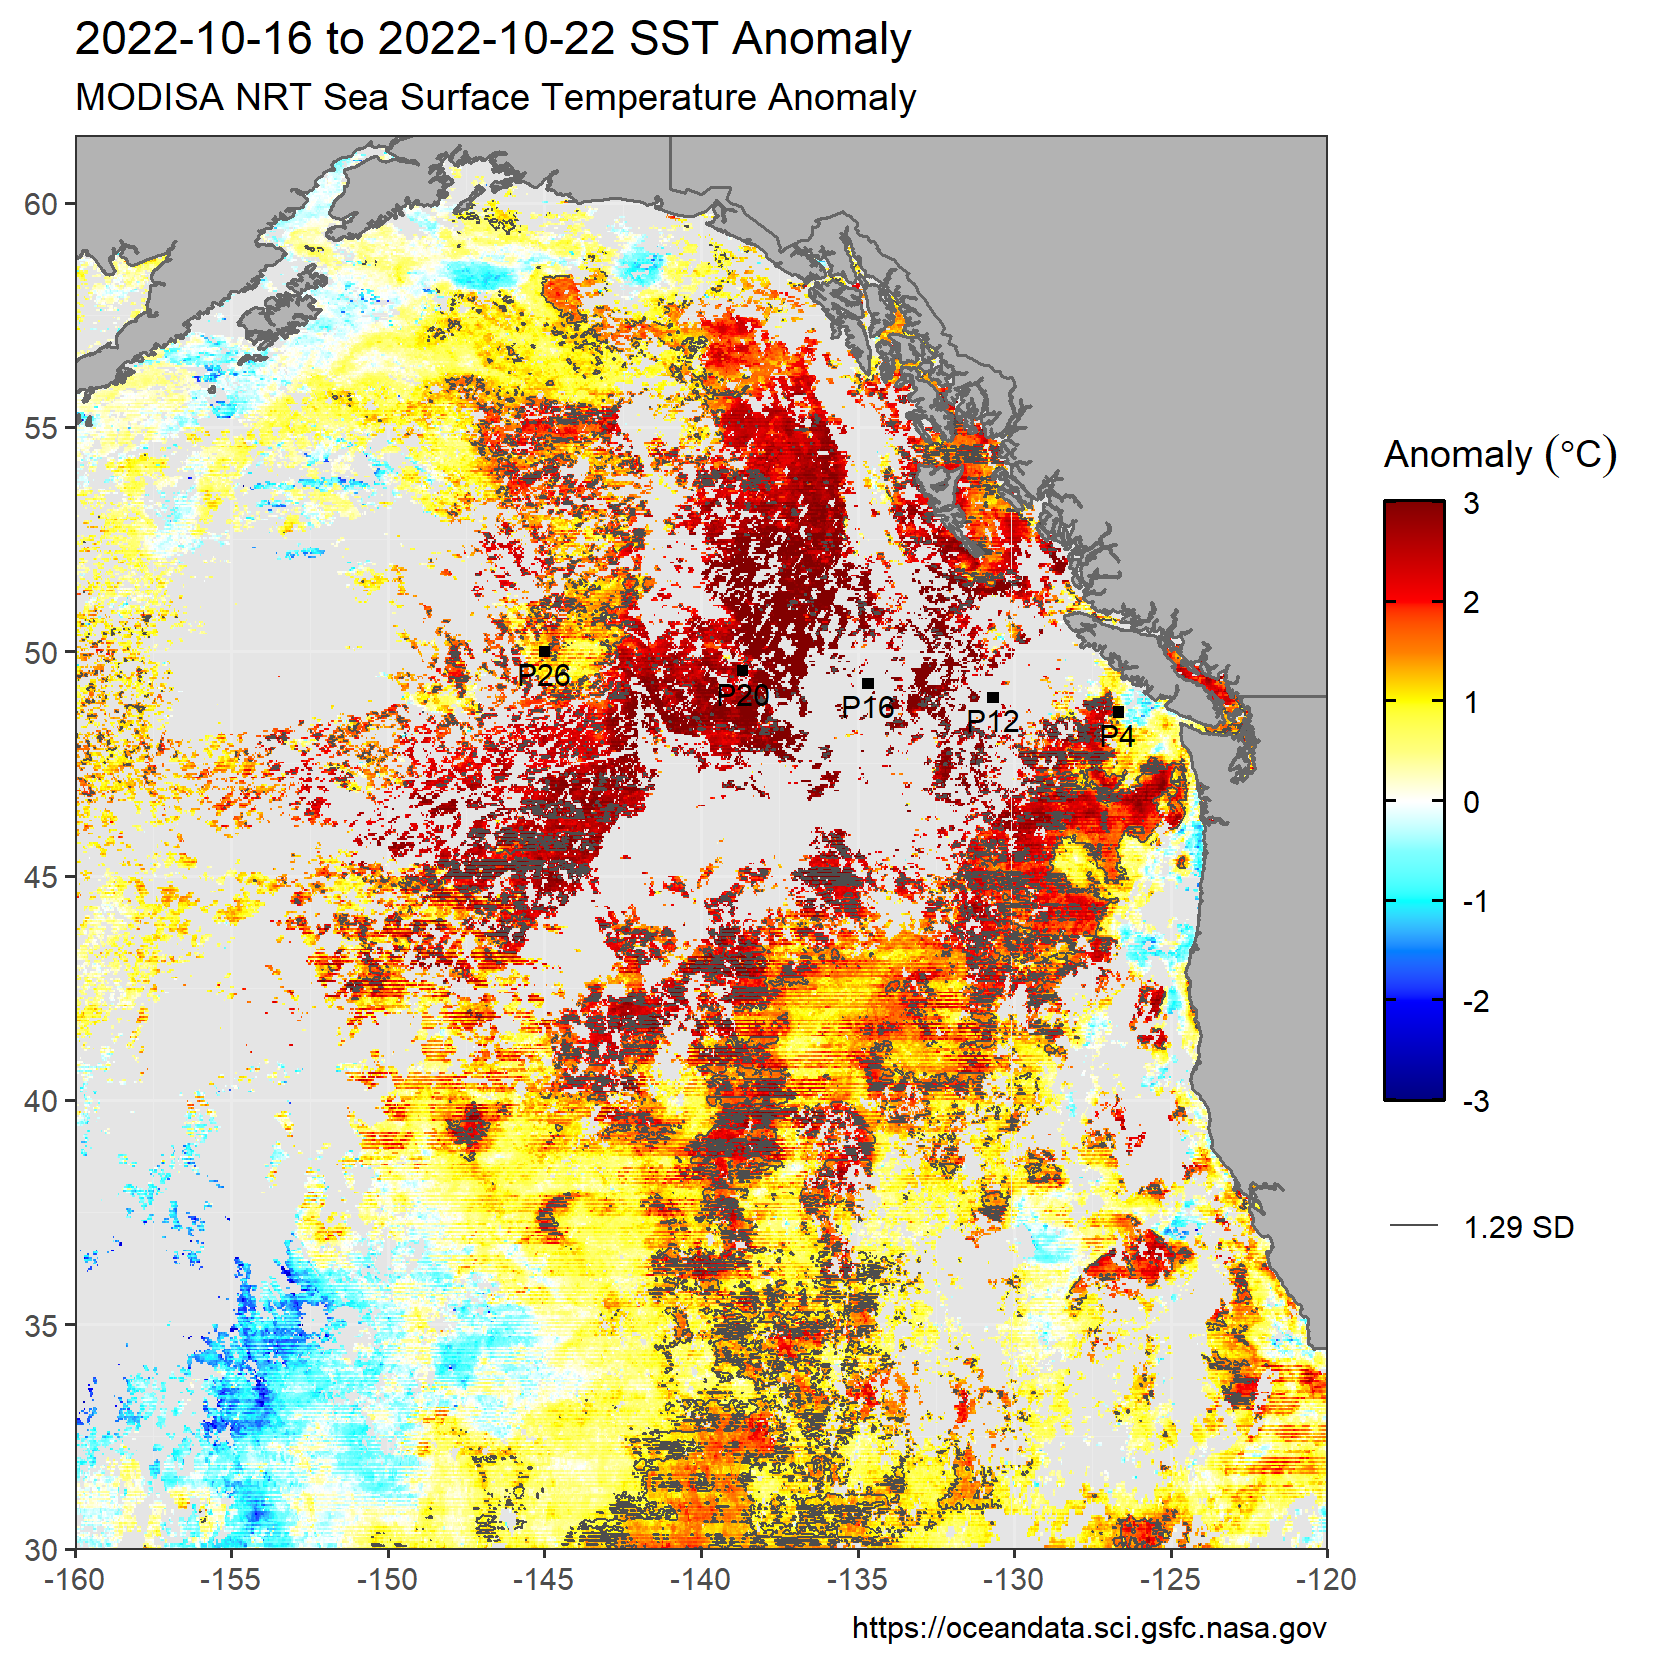 2022-10-16 to 2022-10-22 SST Anomaly
MODISA NRT Sea Surface Temperature Anomaly
60
55
50
45
40
35
30
-160
-155
-150
-145
-140
-135
-130
-125
-120
P26
P20
P16
P12
P4
Anomaly (°C)
3
2
1
0
-1
-2
-3
1.29 SD
https://oceandata.sci.gsfc.nasa.gov